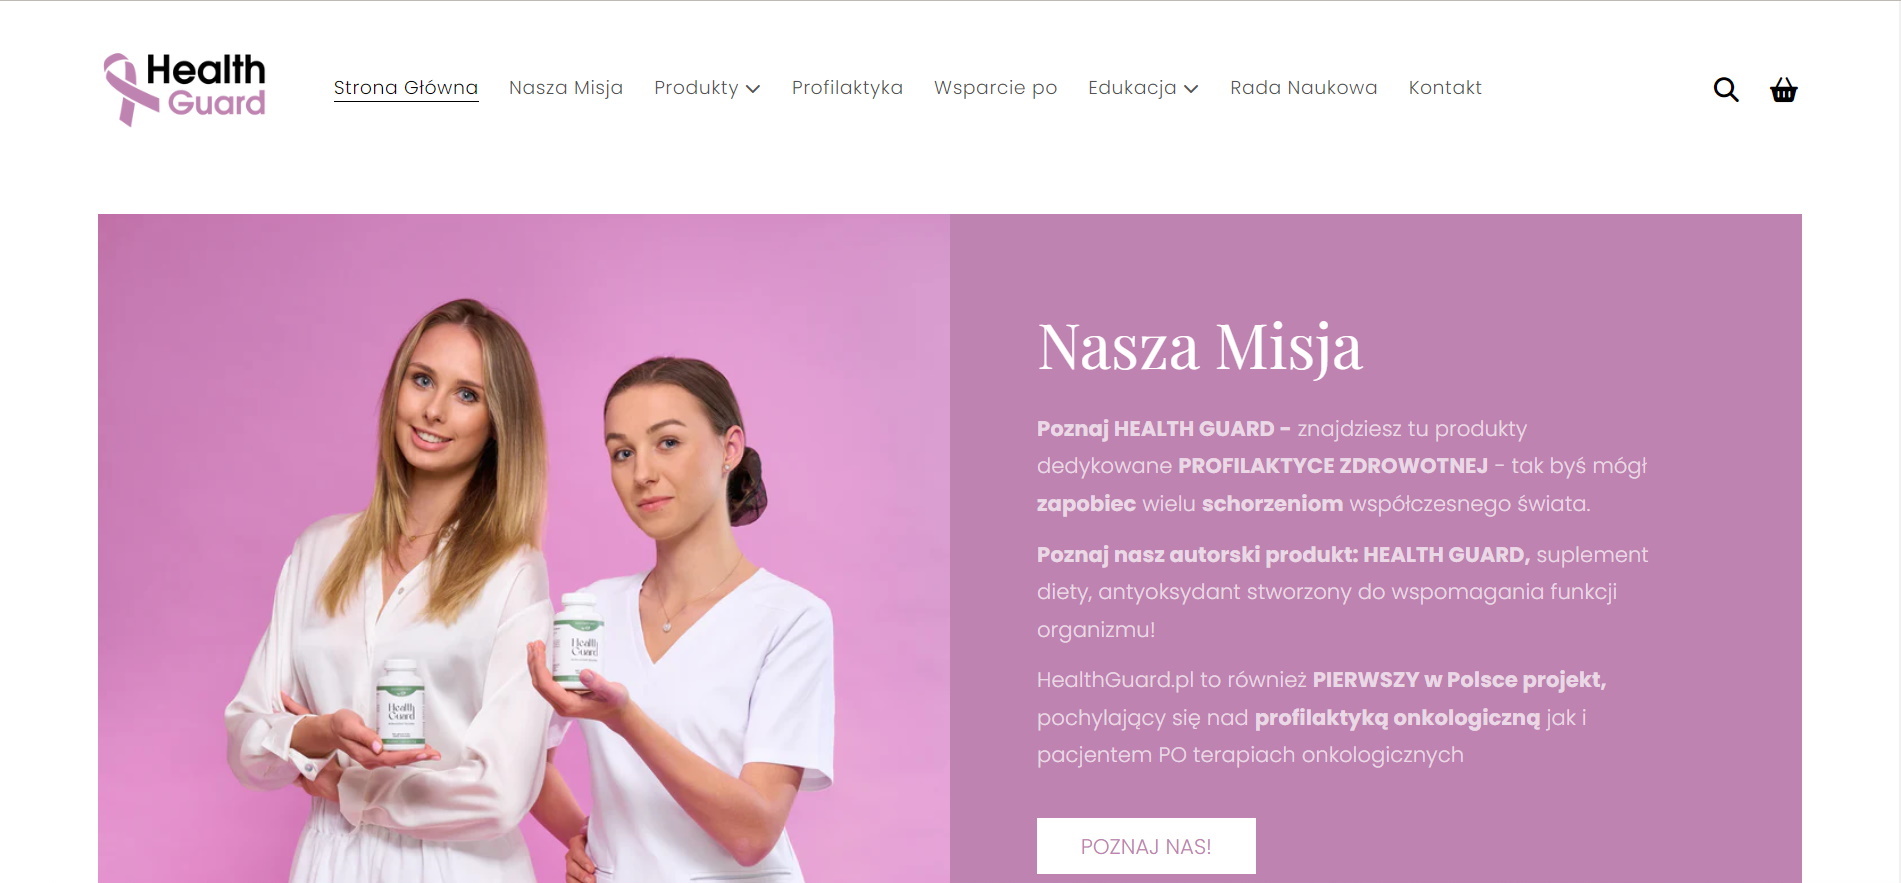 Health
Guard
Strona Główna
Nasza Misja
Produkty
Profilaktyka
Wsparcie po
Edukacja
Rada Naukowa
Kontakt
Nasza Misja
Poznaj HEALTH GUARD - znajdziesz tu produkty
dedykowane PROFILAKTYCE ZDROWOTNEJ - tak byś mógł
zapobiec wielu schorzeniom współczesnego świata.
Poznaj nasz autorski produkt: HEALTH GUARD, suplement
diety, antyoksydant stworzony do wspomagania funkcji
organizmu!
HealthGuard.pl to również PIERWSZY w Polsce projekt,
pochylający się nad profilaktyką onkologiczną jak i
pacjentem PO terapiach onkologicznych
POZNAJ NAS!
Health
Guard
Health
Guard